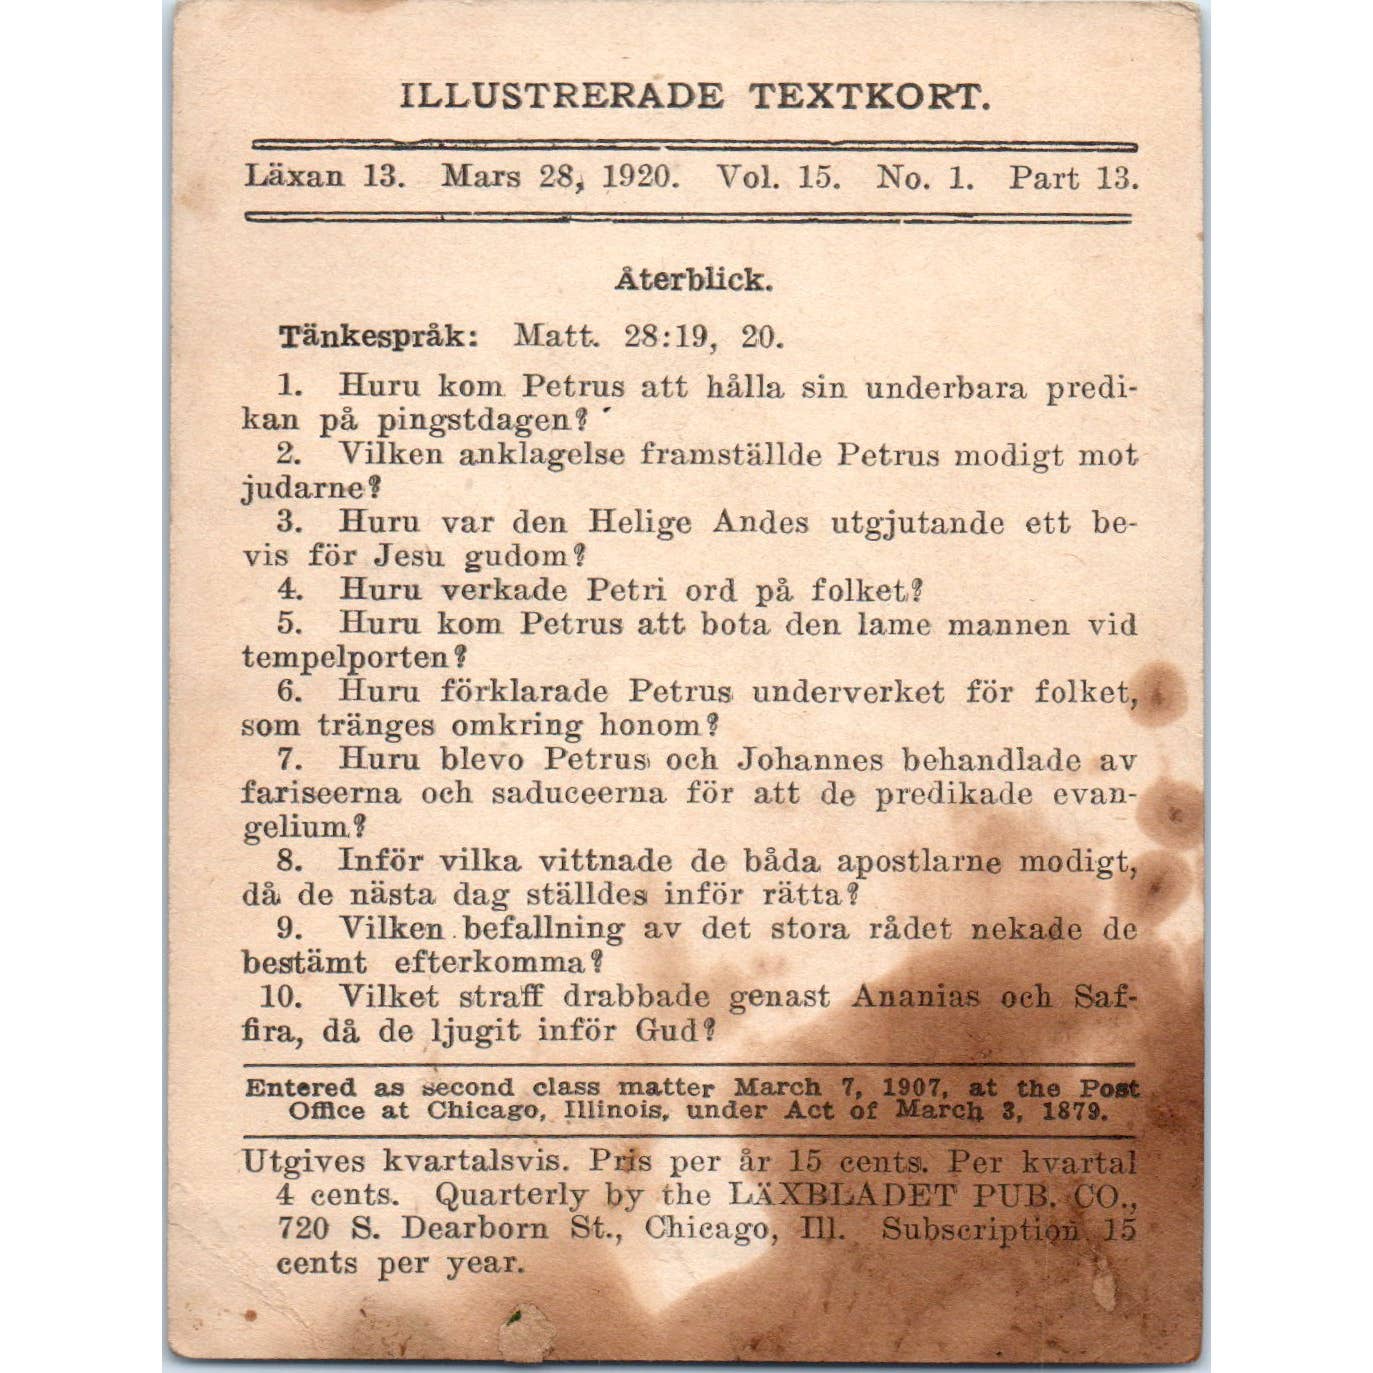 ILLUSTRERADE TEXTKORT.
Läxan 13. Mars 28, 1920. Vol. 15. No. 1. Part 13.
Återblick.
Tänkespråk: Matt. 28:19, 20.
1. Huru kom Petrus att hålla sin underbara predi-
kan på pingstdagen?
2. Vilken anklagelse framställde Petrus modigt mot
judarne?
3. Huru var den Helige Andes utgjutande ett be-
vis för Jesu gudom?
4. Huru verkade Petri ord på folket?
5. Huru kom Petrus att bota den lame mannen vid
tempelporten?
6. Huru förklarade Petrus underverket för folket,
som tränges omkring honom?
7. Huru blevo Petrus och Johannes behandlade av
fariseerna och saduceerna för att de predikade evan-
gelium?
8. Inför vilka vittnade de båda apostlarne modigt,
då de nästa dag ställdes inför rätta?
9. Vilken befallning av det stora rådet nekade de
bestämt efterkomma?
10. Vilket straff drabbade genast Ananias och Saf-
fira, då de ljugit inför Gud?
Entered as second class matter March 7, 1907, at the Post
Office at Chicago, Illinois, under Act of March 3, 1879.
Utgives kvartalsvis. Pris per år 15 cents. Per kvartal
4 cents. Quarterly by the LÄXBLADET PUB. CO.,
720 S. Dearborn St., Chicago, Ill. Subscription 15
cents per year.